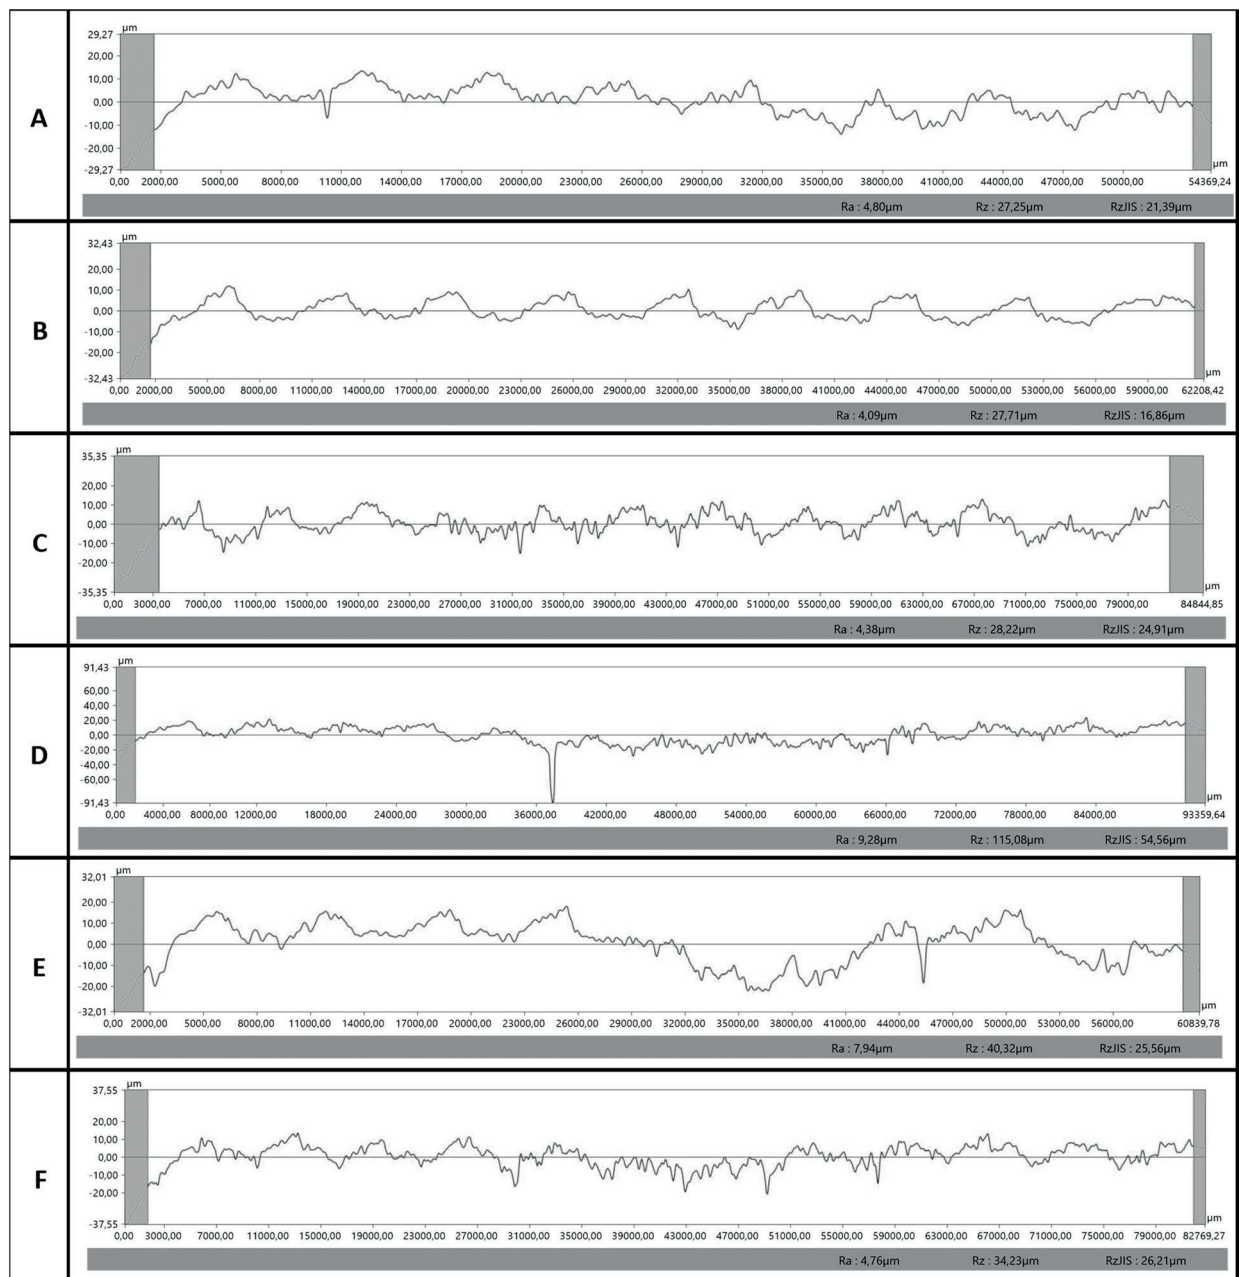 µm
29,27
20,00
10,00
0,00
-10,00
-20,00
-29,27
A
µm
0,00 2000,00 5000,00 8000,00 11000,00 14000,00 17000,00 20000,00 23000,00 26000,00 29000,00 32000,00 35000,00 38000,00 41000,00 44000,00 47000,00 50000,00 54369,24
Ra : 4,80µm Rz : 27,25µm RzJIS : 21,39µm
µm
32,43
20,00
10,00
0,00
-10,00
-20,00
-32,43
B
µm
0,00 2000,00 5000,00 8000,00 11000,00 14000,00 17000,00 20000,00 23000,00 26000,00 29000,00 32000,00 35000,00 38000,00 41000,00 44000,00 47000,00 50000,00 53000,00 56000,00 59000,00 62208,42
Ra : 4,09µm Rz : 27,71µm RzJIS : 16,86µm
µm
35,35
20,00
10,00
0,00
-10,00
-20,00
-35,35
C
µm
0,00 3000,00 7000,00 11000,00 15000,00 19000,00 23000,00 27000,00 31000,00 35000,00 39000,00 43000,00 47000,00 51000,00 55000,00 59000,00 63000,00 67000,00 71000,00 75000,00 79000,00 84844,85
Ra : 4,38µm Rz : 28,22µm RzJIS : 24,91µm
µm
91,43
60,00
40,00
20,00
0,00
-20,00
-40,00
-60,00
-91,43
D
µm
0,00 4000,00 8000,00 12000,00 18000,00 24000,00 30000,00 36000,00 42000,00 48000,00 54000,00 60000,00 66000,00 72000,00 78000,00 84000,00 93359,64
Ra : 9,28µm Rz : 115,08µm RzJIS : 54,56µm
µm
32,01
20,00
10,00
0,00
-10,00
-20,00
-32,01
E
µm
0,00 2000,00 5000,00 8000,00 11000,00 14000,00 17000,00 20000,00 23000,00 26000,00 29000,00 32000,00 35000,00 38000,00 41000,00 44000,00 47000,00 50000,00 53000,00 56000,00 60839,78
Ra : 7,94µm Rz : 40,32µm RzJIS : 25,56µm
µm
37,55
20,00
10,00
0,00
-10,00
-20,00
-37,55
F
µm
0,00 3000,00 7000,00 11000,00 15000,00 19000,00 23000,00 27000,00 31000,00 35000,00 39000,00 43000,00 47000,00 51000,00 55000,00 59000,00 63000,00 67000,00 71000,00 75000,00 79000,00 82769,27
Ra : 4,76µm Rz : 34,23µm RzJIS : 26,21µm